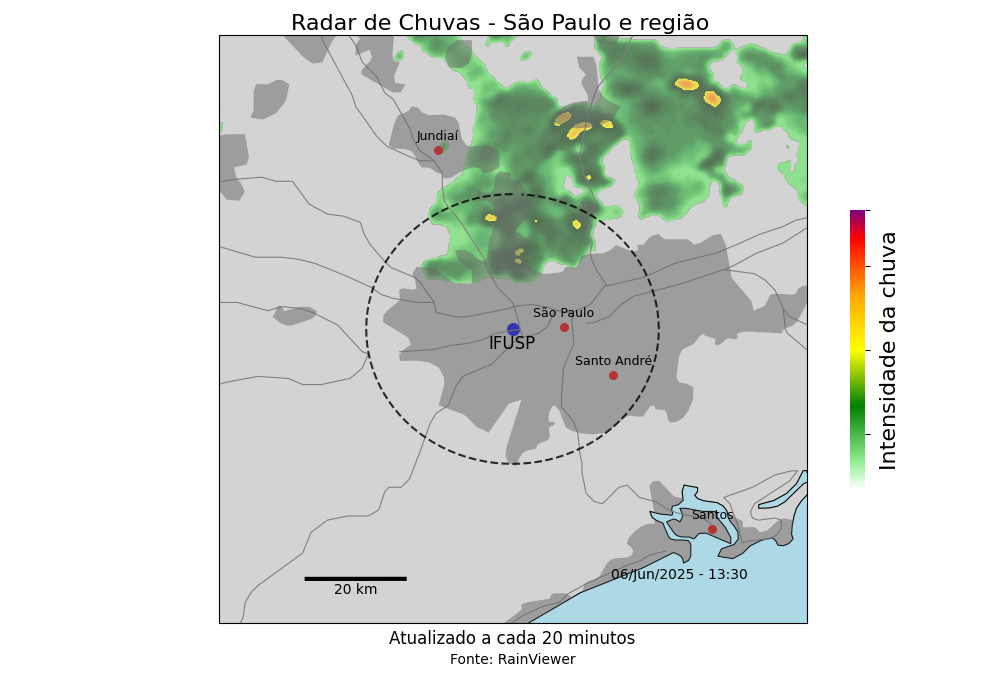 Radar de Chuvas - São Paulo e região
Jundiaí
São Paulo
IFUSP
Santo André
Santos
06/Jun/2025 - 13:30
20 km
Intensidade da chuva
Atualizado a cada 20 minutos
Fonte: RainViewer